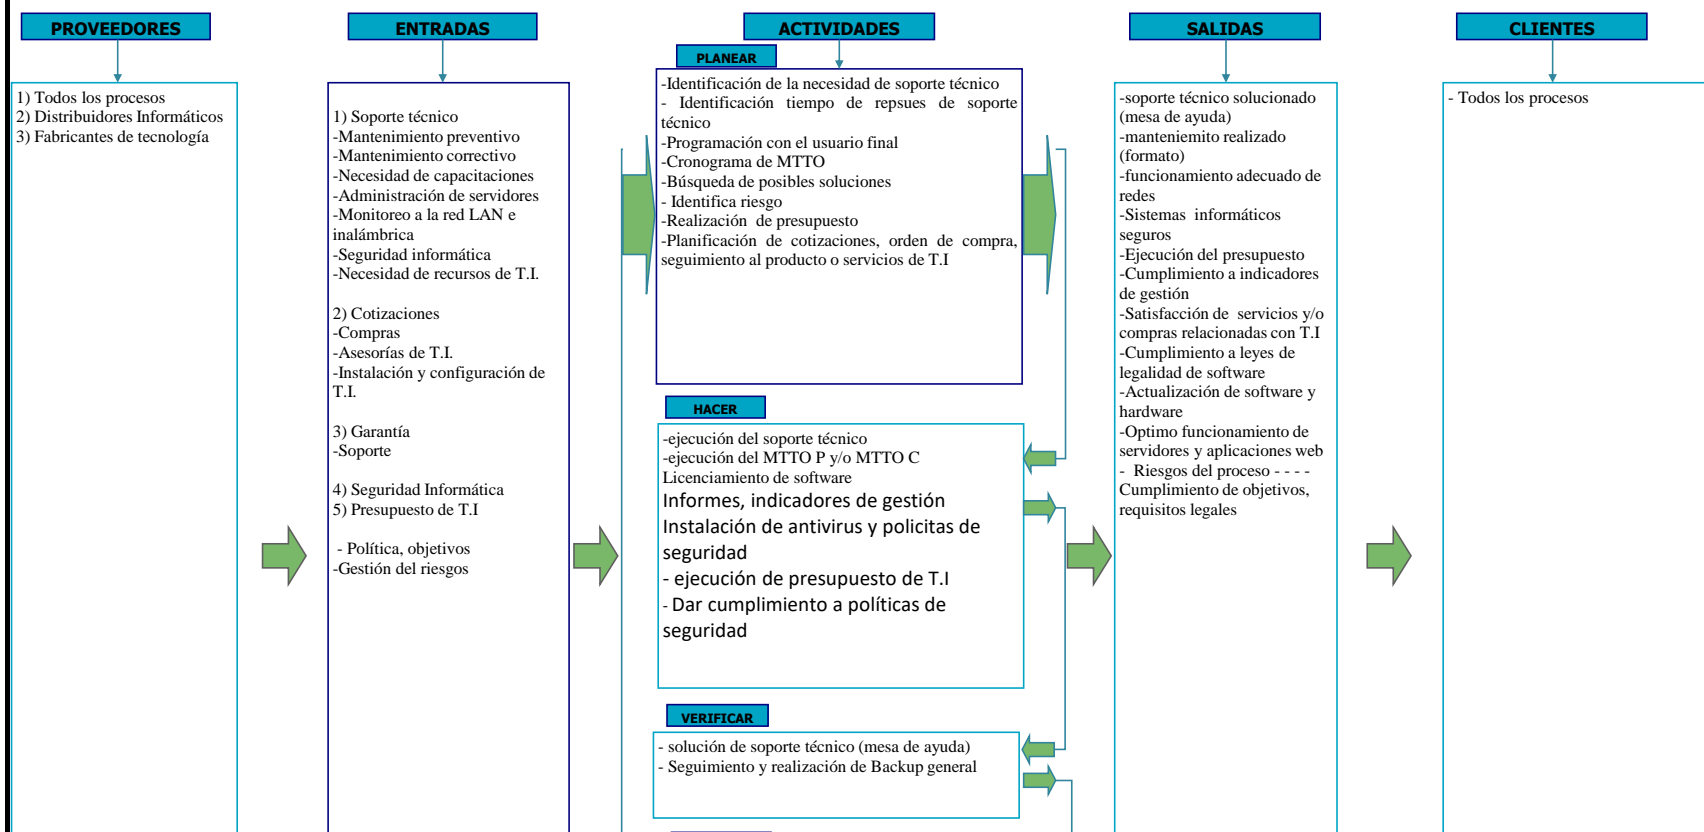 PROVEEDORES
1) Todos los procesos
2) Distribuidores Informáticos
3) Fabricantes de tecnología
ENTRADAS
1) Soporte técnico
-Mantenimiento preventivo
-Mantenimiento correctivo
-Necesidad de capacitaciones
-Administración de servidores
-Monitoreo a la red LAN e
inalámbrica
-Seguridad informática
-Necesidad de recursos de T.I.
2) Cotizaciones
-Compras
-Asesorías de T.I.
-Instalación y configuración de
T.I.
3) Garantía
-Soporte
4) Seguridad Informática
5) Presupuesto de T.I
- Política, objetivos
-Gestión del riesgos
ACTIVIDADES
PLANEAR
-Identificación de la necesidad de soporte técnico
- Identificación tiempo de repsues de soporte
técnico
-Programación con el usuario final
-Cronograma de MTTO
-Búsqueda de posibles soluciones
- Identifica riesgo
-Realización de presupuesto
-Planificación de cotizaciones, orden de compra,
seguimiento al producto o servicios de T.I
HACER
-ejecución del soporte técnico
-ejecución del MTTO P y/o MTTO C
Licenciamiento de software
Informes, indicadores de gestión
Instalación de antivirus y policitas de
seguridad
- ejecución de presupuesto de T.I
- Dar cumplimiento a políticas de
seguridad
VERIFICAR
- solución de soporte técnico (mesa de ayuda)
- Seguimiento y realización de Backup general
SALIDAS
-soporte técnico solucionado
(mesa de ayuda)
-manteniemito realizado
(formato)
-funcionamiento adecuado de
redes
-Sistemas informáticos
seguros
-Ejecución del presupuesto
-Cumplimiento a indicadores
de gestión
-Satisfacción de servicios y/o
compras relacionadas con T.I
-Cumplimiento a leyes de
legalidad de software
-Actualización de software y
hardware
-Optimo funcionamiento de
servidores y aplicaciones web
- Riesgos del proceso - - - -
Cumplimiento de objetivos,
requisitos legales
CLIENTES
- Todos los procesos